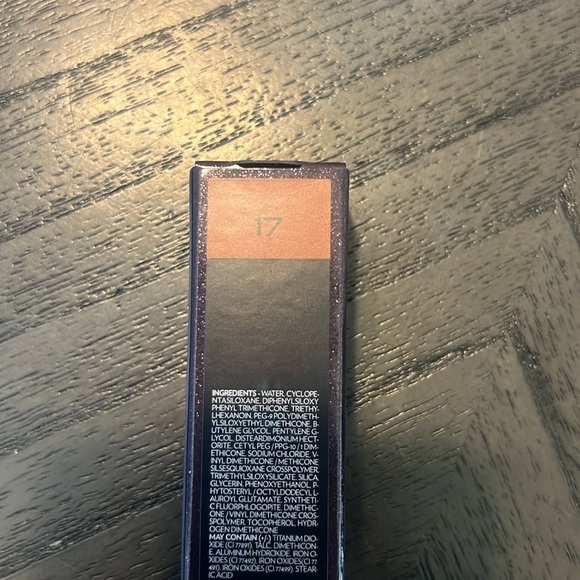 17
INGREDIENTS - WATER, CYCLOPE-
NTASILOXANE, DIPHENYLSILOXY
PHENYL TRIMETHICONE, TRIETHY-
LHEXANOIN, PEG-9 POLYDIMETH-
YLSILOXYETHYL DIMETHICONE, B-
UTYLENE GLYCOL, PENTYLENE G-
LYCOL, DISTEARDIMONIUM HECT-
ORITE, CETYL PEG / PPG-10 / 1 DIM-
ETHICONE, SODIUM CHLORIDE, V-
INYL DIMETHICONE / METHICONE
SILSESQUIOXANE CROSSPOLYMER,
TRIMETHYLSILOXYSILICATE, SILICA,
GLYCERIN, PHENOXYETHANOL, P-
HYTOSTERYL / OCTYLDODECYL L-
AUROYL GLUTAMATE, SYNTHETI-
C FLUORPHLOGOPITE, DIMETHIC-
ONE / VINYL DIMETHICONE CROS-
SPOLYMER, TOCOPHEROL, HYDR-
OGEN DIMETHICONE
MAY CONTAIN (+/-) TITANIUM DIO-
XIDE (CI 77891), TALC, DIMETHICON-
E, ALUMINUM HYDROXIDE, IRON O-
XIDES (CI 77492), IRON OXIDES(CI 77
491), IRON OXIDES (CI 77499), STEAR-
IC ACID